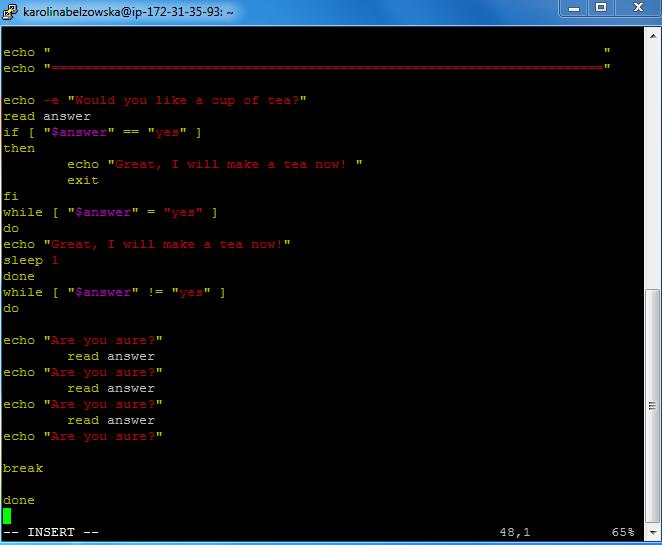 karolinabelzowska@ip-172-31-35-93: ~
echo "                                                                     "
echo "====================================================================="
echo -e "Would you like a cup of tea?"
read answer
if [ "$answer" == "yes" ]
then
        echo "Great, I will make a tea now! "
        exit
fi
while [ "$answer" = "yes" ]
do
echo "Great, I will make a tea now!"
sleep 1
done
while [ "$answer" != "yes" ]
do
echo "Are you sure?"
        read answer
echo "Are you sure?"
        read answer
echo "Are you sure?"
        read answer
echo "Are you sure?"
break
done
-- INSERT --                                                  48,1          65%